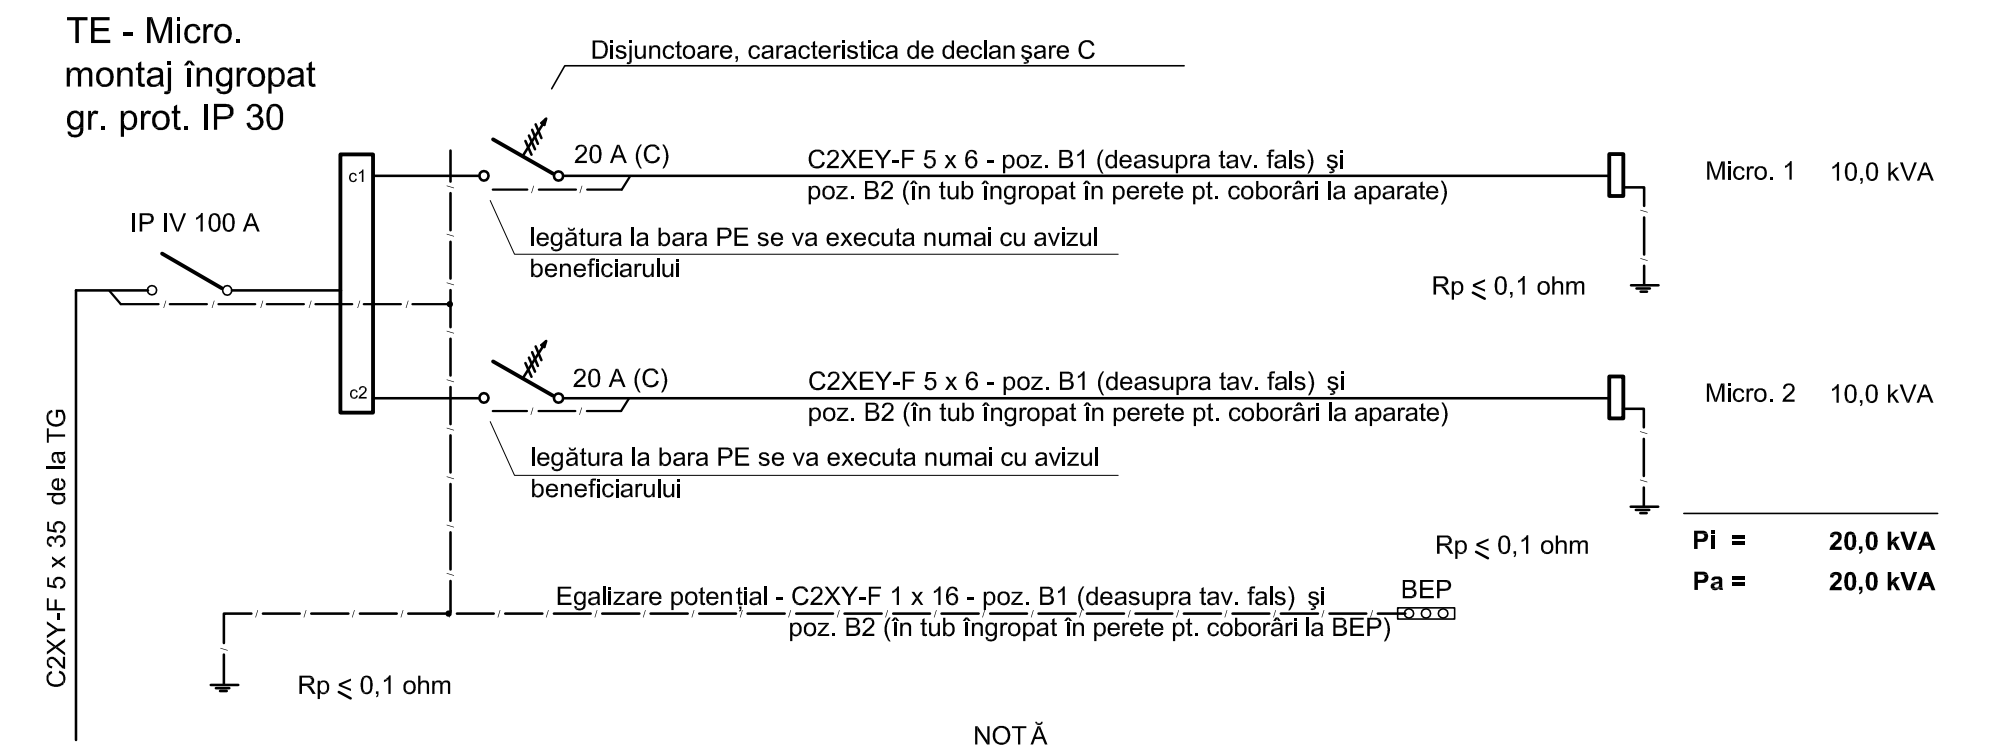 TE - Micro.
montaj îngropat
gr. prot. IP 30
Disjunctoare, caracteristica de declanşare C
20 A (C)
C2XEY-F 5 x 6 - poz. B1 (deasupra tav. fals) şi
poz. B2 (în tub îngropat în perete pt. coborâri la aparate)
Micro. 1 10,0 kVA
c1
IP IV 100 A
legătura la bara PE se va executa numai cu avizul
beneficiarului
Rp ⩽ 0,1 ohm
20 A (C)
C2XEY-F 5 x 6 - poz. B1 (deasupra tav. fals) şi
poz. B2 (în tub îngropat în perete pt. coborâri la aparate)
Micro. 2 10,0 kVA
c2
legătura la bara PE se va executa numai cu avizul
beneficiarului
C2XY-F 5 x 35 de la TG
Rp ⩽ 0,1 ohm
Pi = 20,0 kVA
Pa = 20,0 kVA
Egalizare potenţial - C2XY-F 1 x 16 - poz. B1 (deasupra tav. fals) şi
poz. B2 (în tub îngropat în perete pt. coborâri la BEP)
BEP
Rp ⩽ 0,1 ohm
NOTĂ